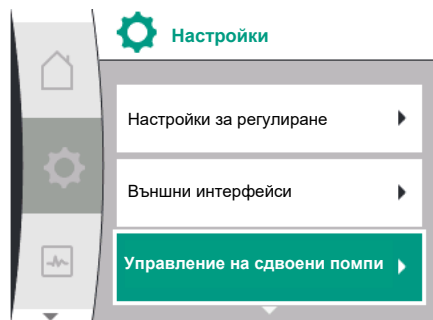 Настройки
Настройки за регулиране
Външни интерфейси
Управление на сдвоени помпи